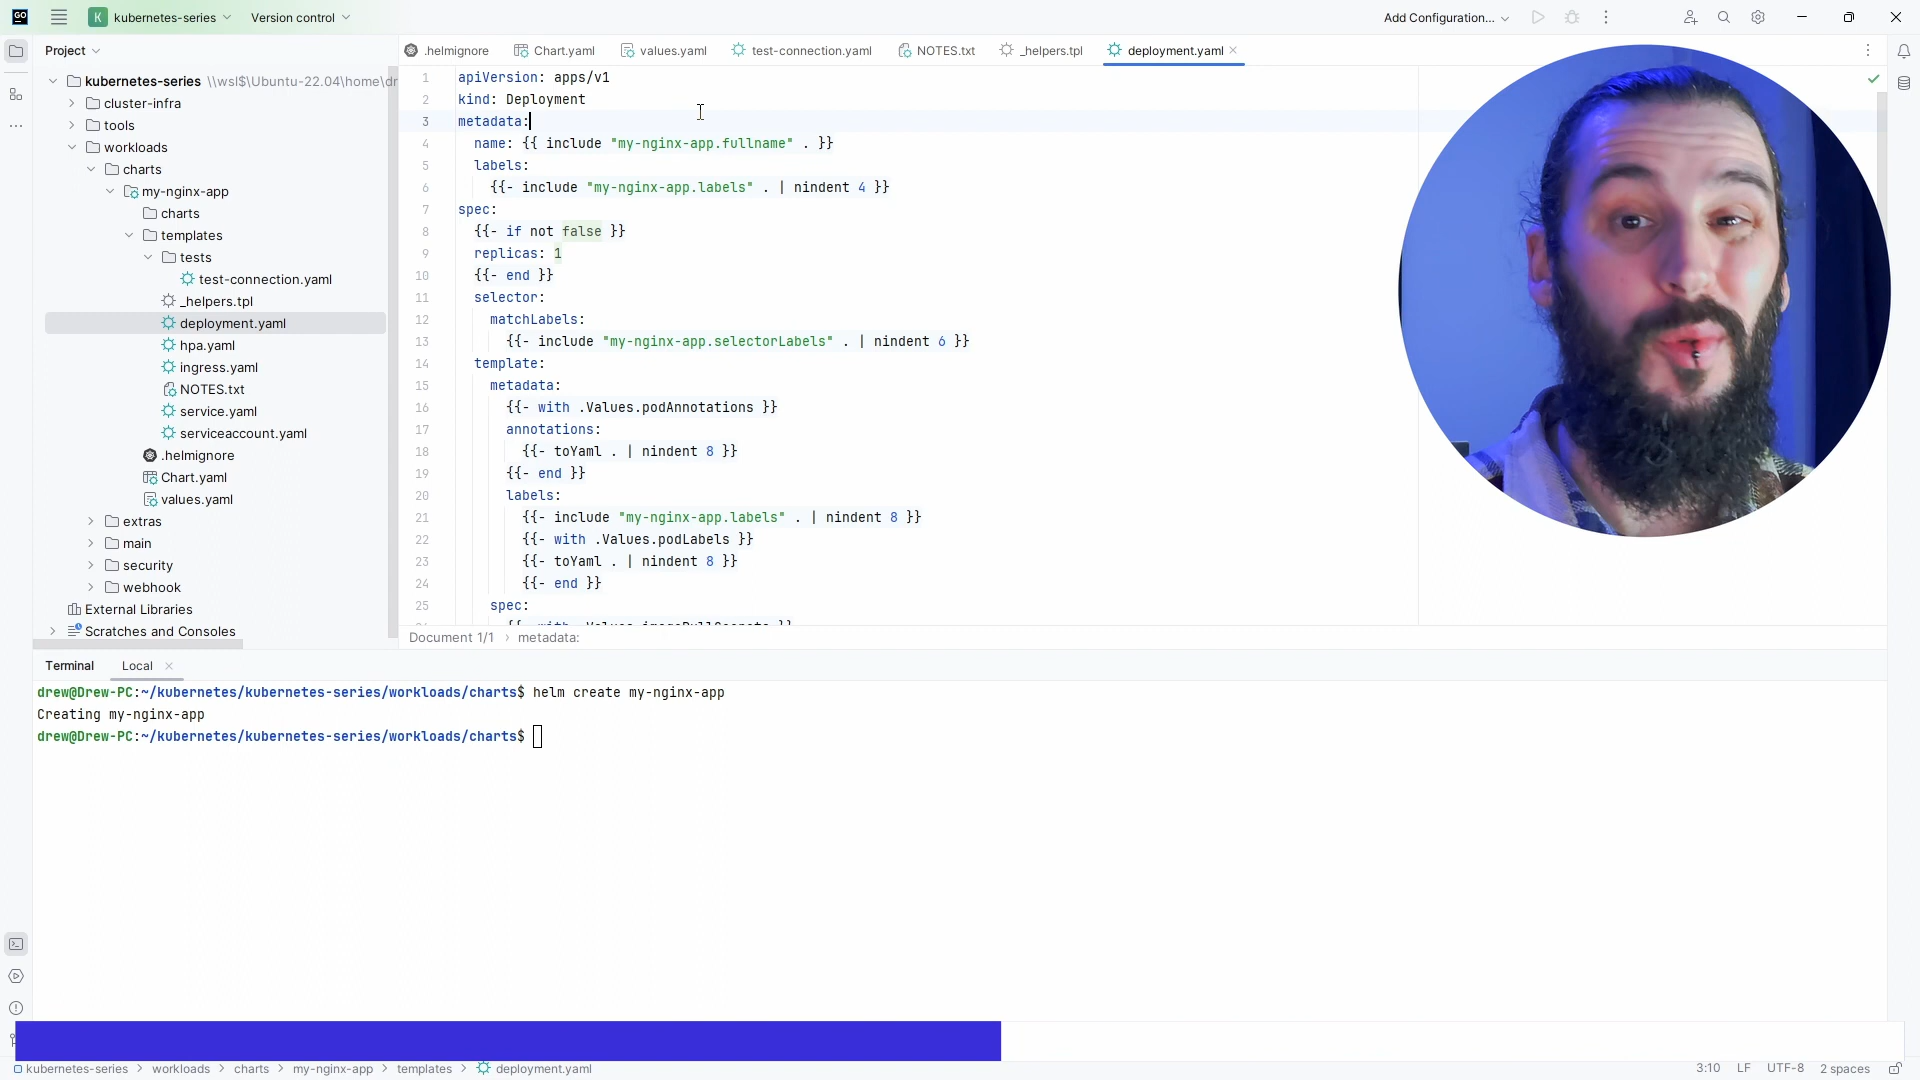 GO
K kubernetes-series
Version control
Add Configuration...
Project
.helmignore
Chart.yaml
values.yaml
test-connection.yaml
NOTES.txt
_helpers.tpl
deployment.yaml
kubernetes-series \\wsl$\Ubuntu-22.04\home\dr
cluster-infra
tools
workloads
charts
my-nginx-app
charts
templates
tests
test-connection.yaml
_helpers.tpl
deployment.yaml
hpa.yaml
ingress.yaml
NOTES.txt
service.yaml
serviceaccount.yaml
.helmignore
Chart.yaml
values.yaml
extras
main
security
webhook
External Libraries
Scratches and Consoles
1 apiVersion: apps/v1
2 kind: Deployment
3 metadata:
4 name: {{ include "my-nginx-app.fullname" . }}
5 labels:
6 {{- include "my-nginx-app.labels" . | nindent 4 }}
7 spec:
8 {{- if not false }}
9 replicas: 1
10 {{- end }}
11 selector:
12 matchLabels:
13 {{- include "my-nginx-app.selectorLabels" . | nindent 6 }}
14 template:
15 metadata:
16 {{- with .Values.podAnnotations }}
17 annotations:
18 {{- toYaml . | nindent 8 }}
19 {{- end }}
20 labels:
21 {{- include "my-nginx-app.labels" . | nindent 8 }}
22 {{- with .Values.podLabels }}
23 {{- toYaml . | nindent 8 }}
24 {{- end }}
25 spec:
{{- with .Values.imagePullSecrets }}
Document 1/1 › metadata:
Terminal
Local
drew@Drew-PC:~/kubernetes/kubernetes-series/workloads/charts$ helm create my-nginx-app
Creating my-nginx-app
drew@Drew-PC:~/kubernetes/kubernetes-series/workloads/charts$
kubernetes-series › workloads › charts › my-nginx-app › templates › deployment.yaml
3:10 LF UTF-8 2 spaces